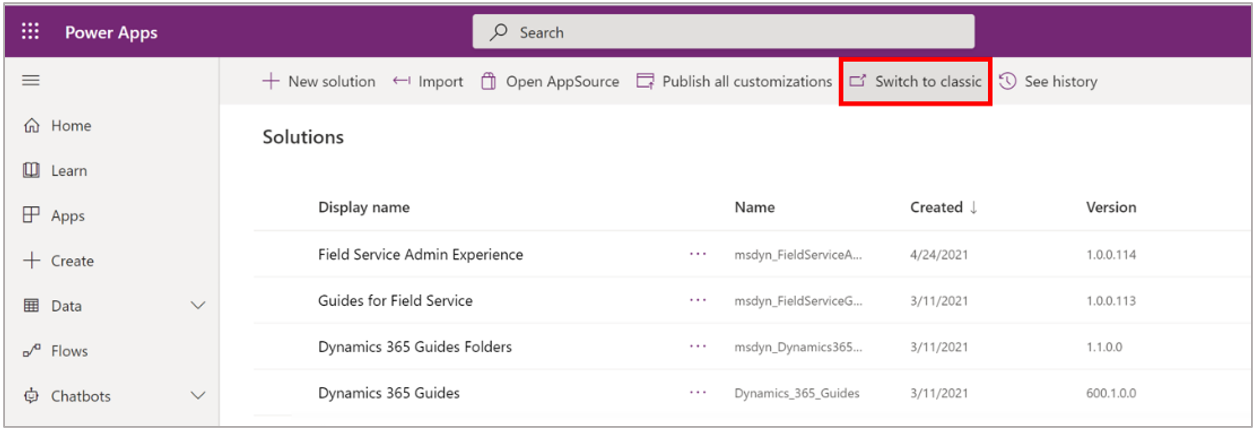 Power Apps
Search
New solution Import Open AppSource Publish all customizations Switch to classic See history
Home
Learn
Apps
Create
Data
Flows
Chatbots
Solutions
Display name Name Created ↓ Version
Field Service Admin Experience ... msdyn_FieldServiceA... 4/24/2021 1.0.0.114
Guides for Field Service ... msdyn_FieldServiceG... 3/11/2021 1.0.0.113
Dynamics 365 Guides Folders ... msdyn_Dynamics365... 3/11/2021 1.1.0.0
Dynamics 365 Guides ... Dynamics_365_Guides 3/11/2021 600.1.0.0